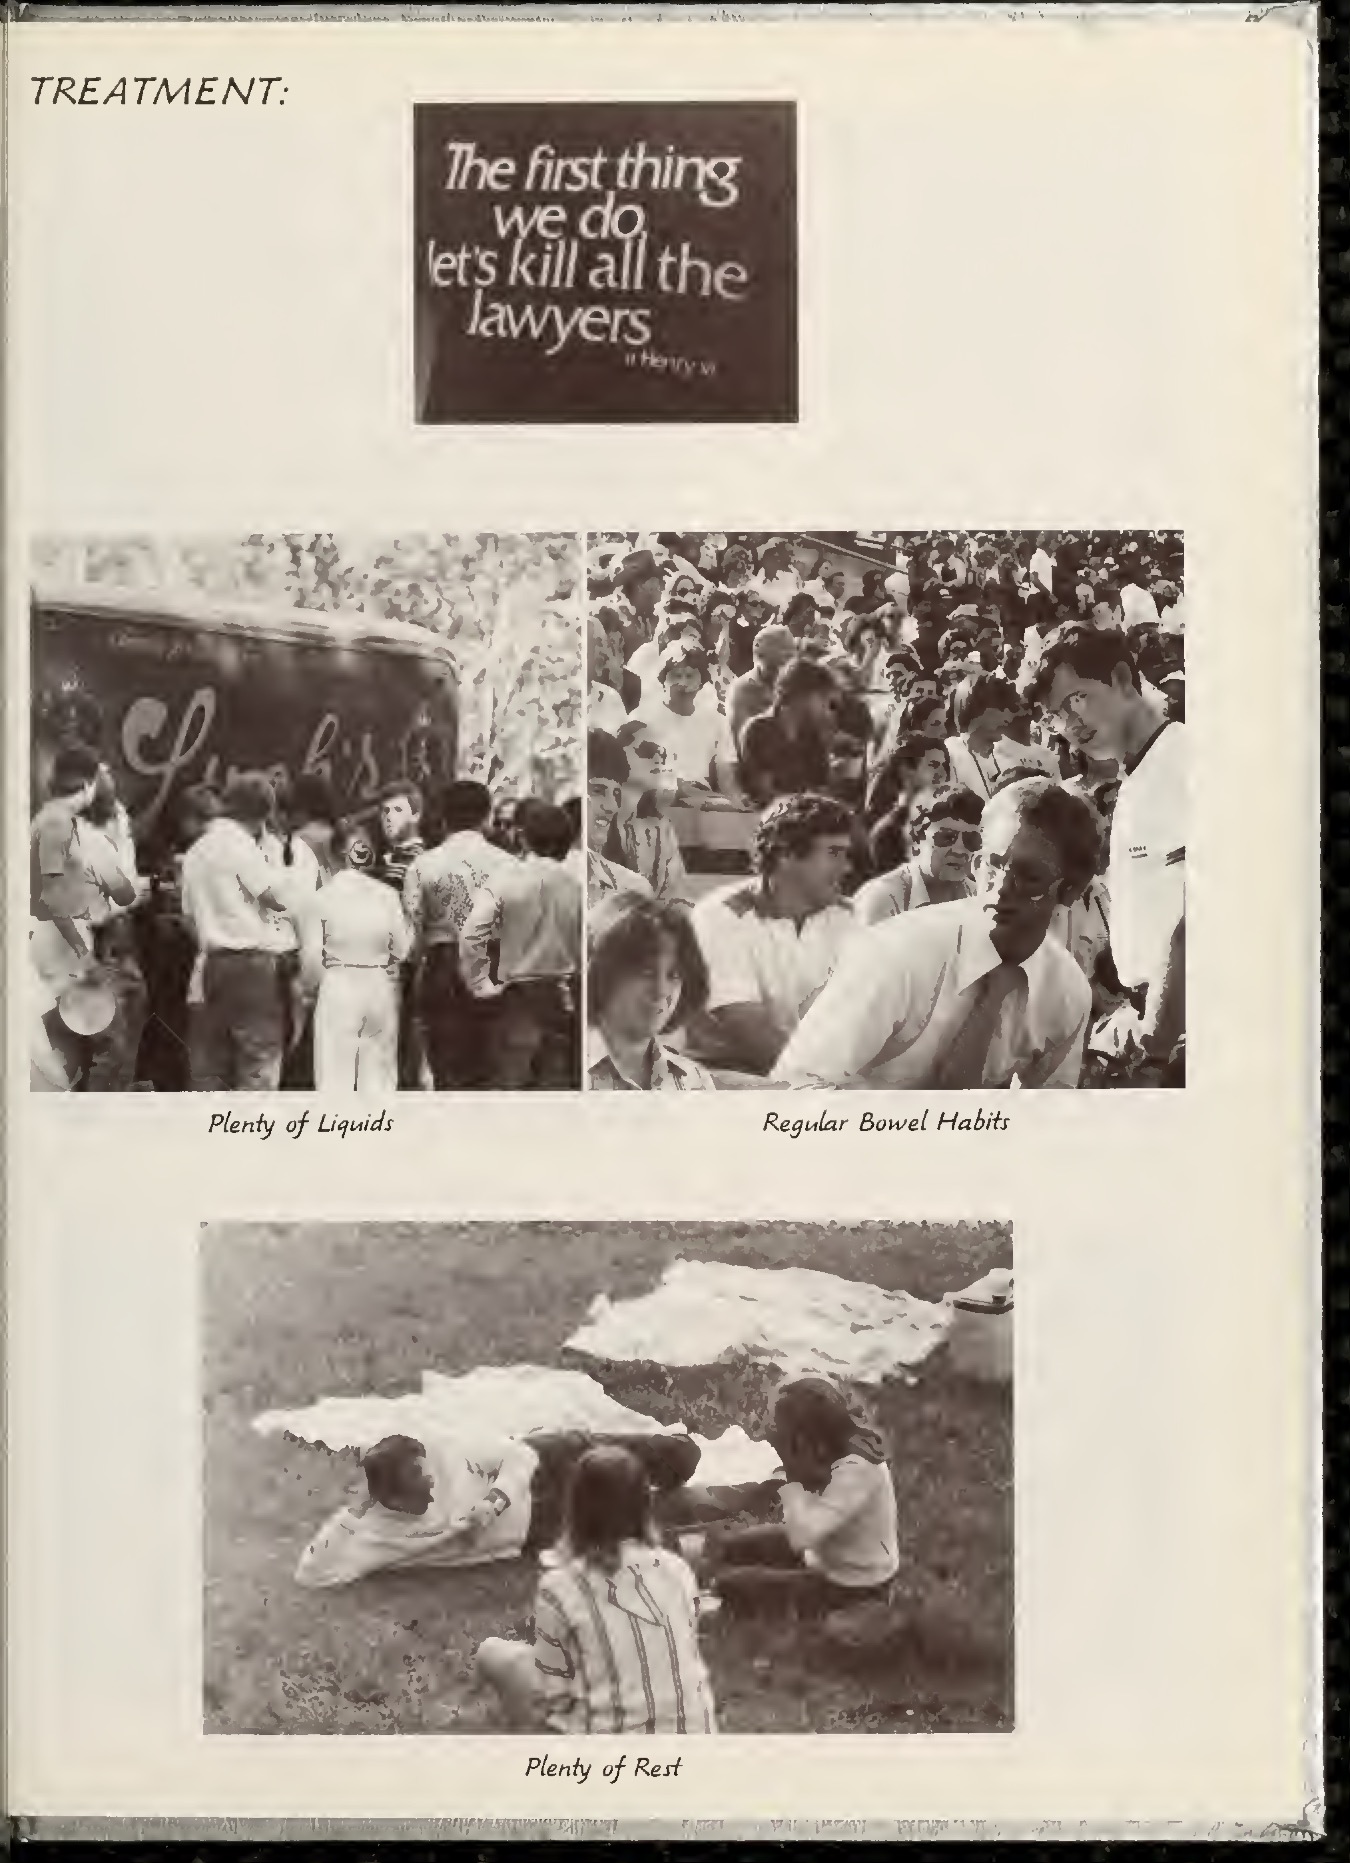 TREATMENT:
The first thing
we do,
let's kill all the
lawyers
II Henry VI
Plenty of Liquids
Regular Bowel Habits
Plenty of Rest